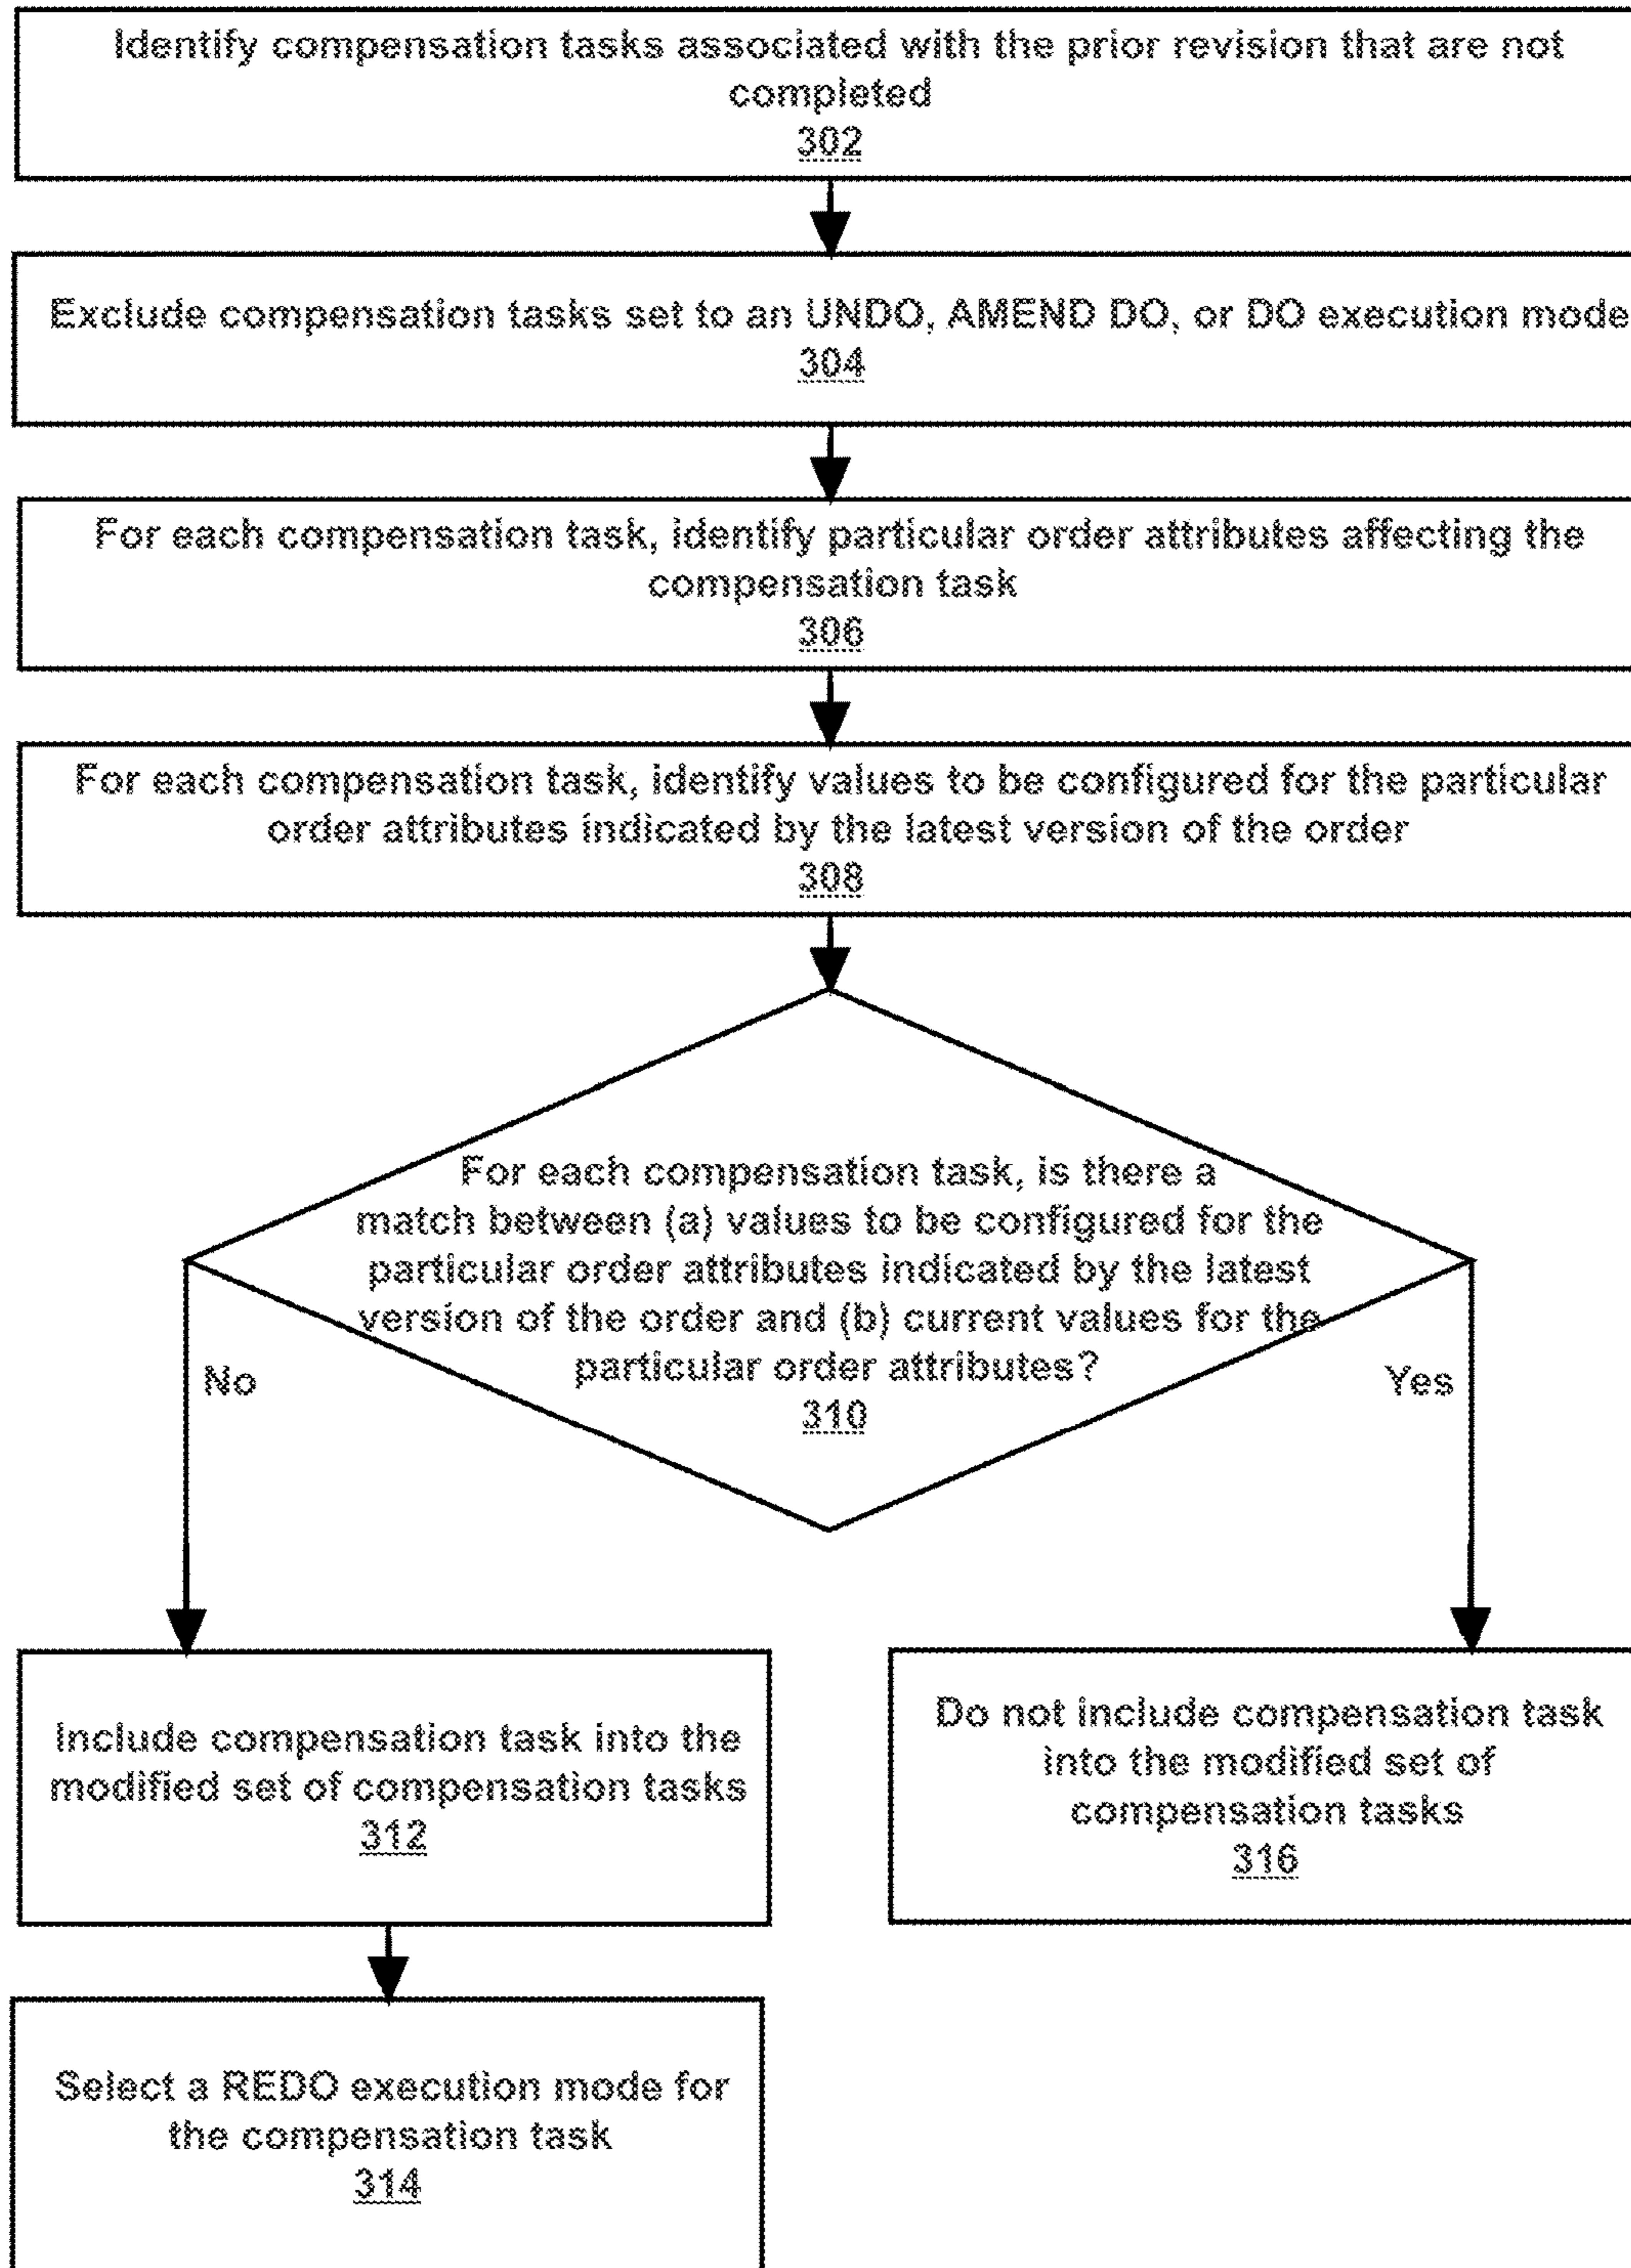 Identify compensation tasks associated with the prior revision that are not
completed
302
Exclude compensation tasks set to an UNDO, AMEND DO, or DO execution mode
304
For each compensation task, identify particular order attributes affecting the
compensation task
306
For each compensation task, identify values to be configured for the particular
order attributes indicated by the latest version of the order
308
For each compensation task, is there a
match between (a) values to be configured for the
particular order attributes indicated by the latest
version of the order and (b) current values for the
particular order attributes?
310
No
Yes
Include compensation task into the
modified set of compensation tasks
312
Do not include compensation task
into the modified set of
compensation tasks
316
Select a REDO execution mode for
the compensation task
314